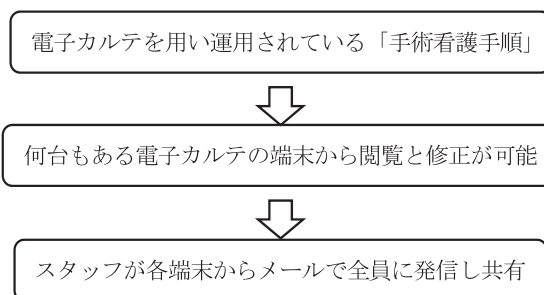 電子カルテを用い運用されている「手術看護手順」
何台もある電子カルテの端末から閲覧と修正が可能
スタッフが各端末からメールで全員に発信し共有